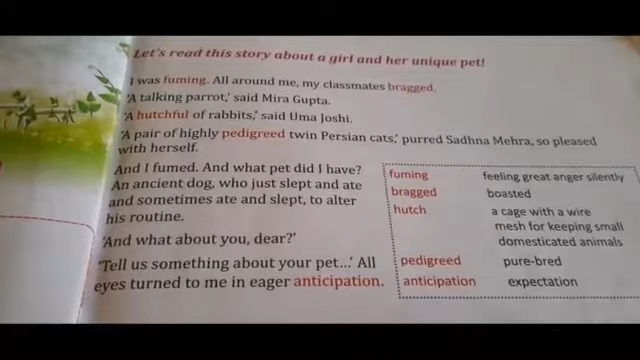 Let's read this story about a girl and her unique pet!
I was fuming. All around me, my classmates bragged.
'A talking parrot,' said Mira Gupta.
'A hutchful of rabbits,' said Uma Joshi.
'A pair of highly pedigreed twin Persian cats,' purred Sadhna Mehra, so pleased
with herself.
And I fumed. And what pet did I have?
An ancient dog, who just slept and ate
and sometimes ate and slept, to alter
his routine.
'And what about you, dear?'
'Tell us something about your pet...' All
eyes turned to me in eager anticipation.
fuming feeling great anger silently
bragged boasted
hutch a cage with a wire
mesh for keeping small
domesticated animals
pedigreed pure-bred
anticipation expectation